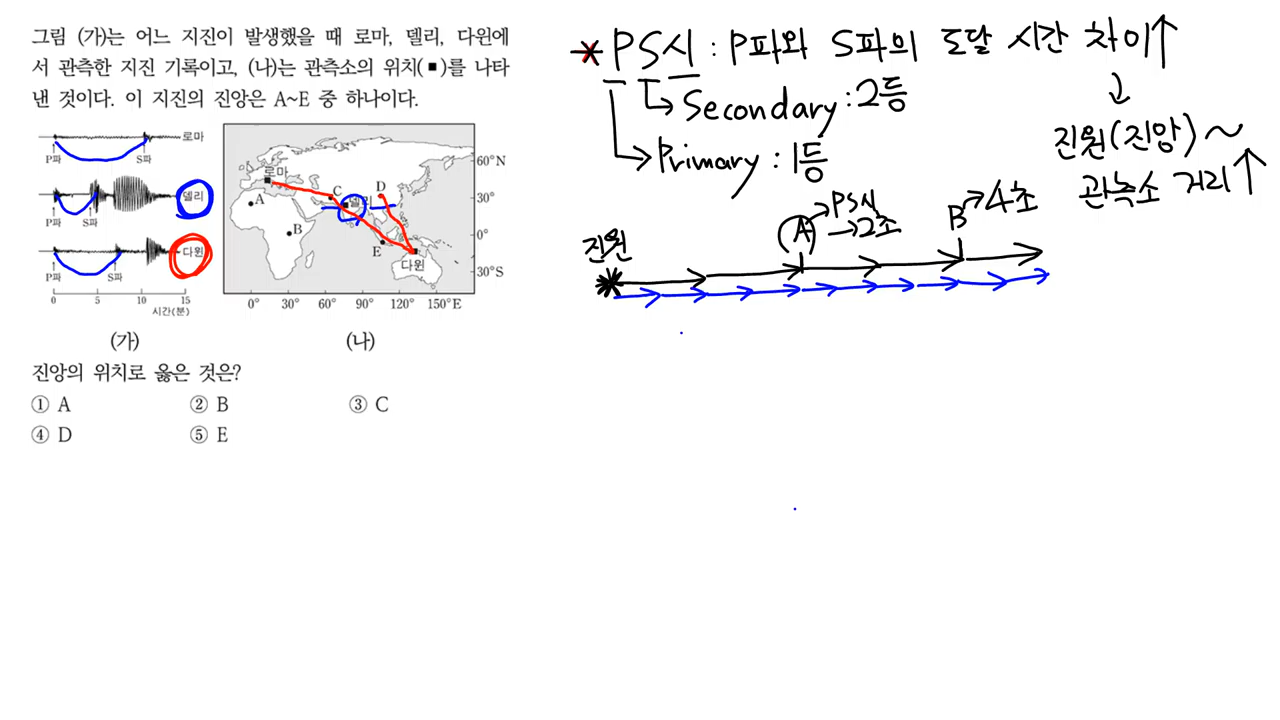 그림 (가)는 어느 지진이 발생했을 때 로마, 델리, 다윈에
서 관측한 지진 기록이고, (나)는 관측소의 위치(■)를 나타
낸 것이다. 이 지진의 진앙은 A~E 중 하나이다.
로마
P파 S파
델리
P파 S파
다윈
P파 S파
0 5 10 15
시간(분)
(가)
60°N
30°
0°
30°S
로마
C
D
델리
A
B
E
다윈
0° 30° 60° 90° 120° 150°E
(나)
진앙의 위치로 옳은 것은?
① A ② B ③ C
④ D ⑤ E
* PS시 : P파와 S파의 도달 시간 차이↑
→ Secondary : 2등
→ Primary : 1등
↓
진원(진앙) ~
관측소 거리↑
진원
A → PS시
→ 2초
B → 4초